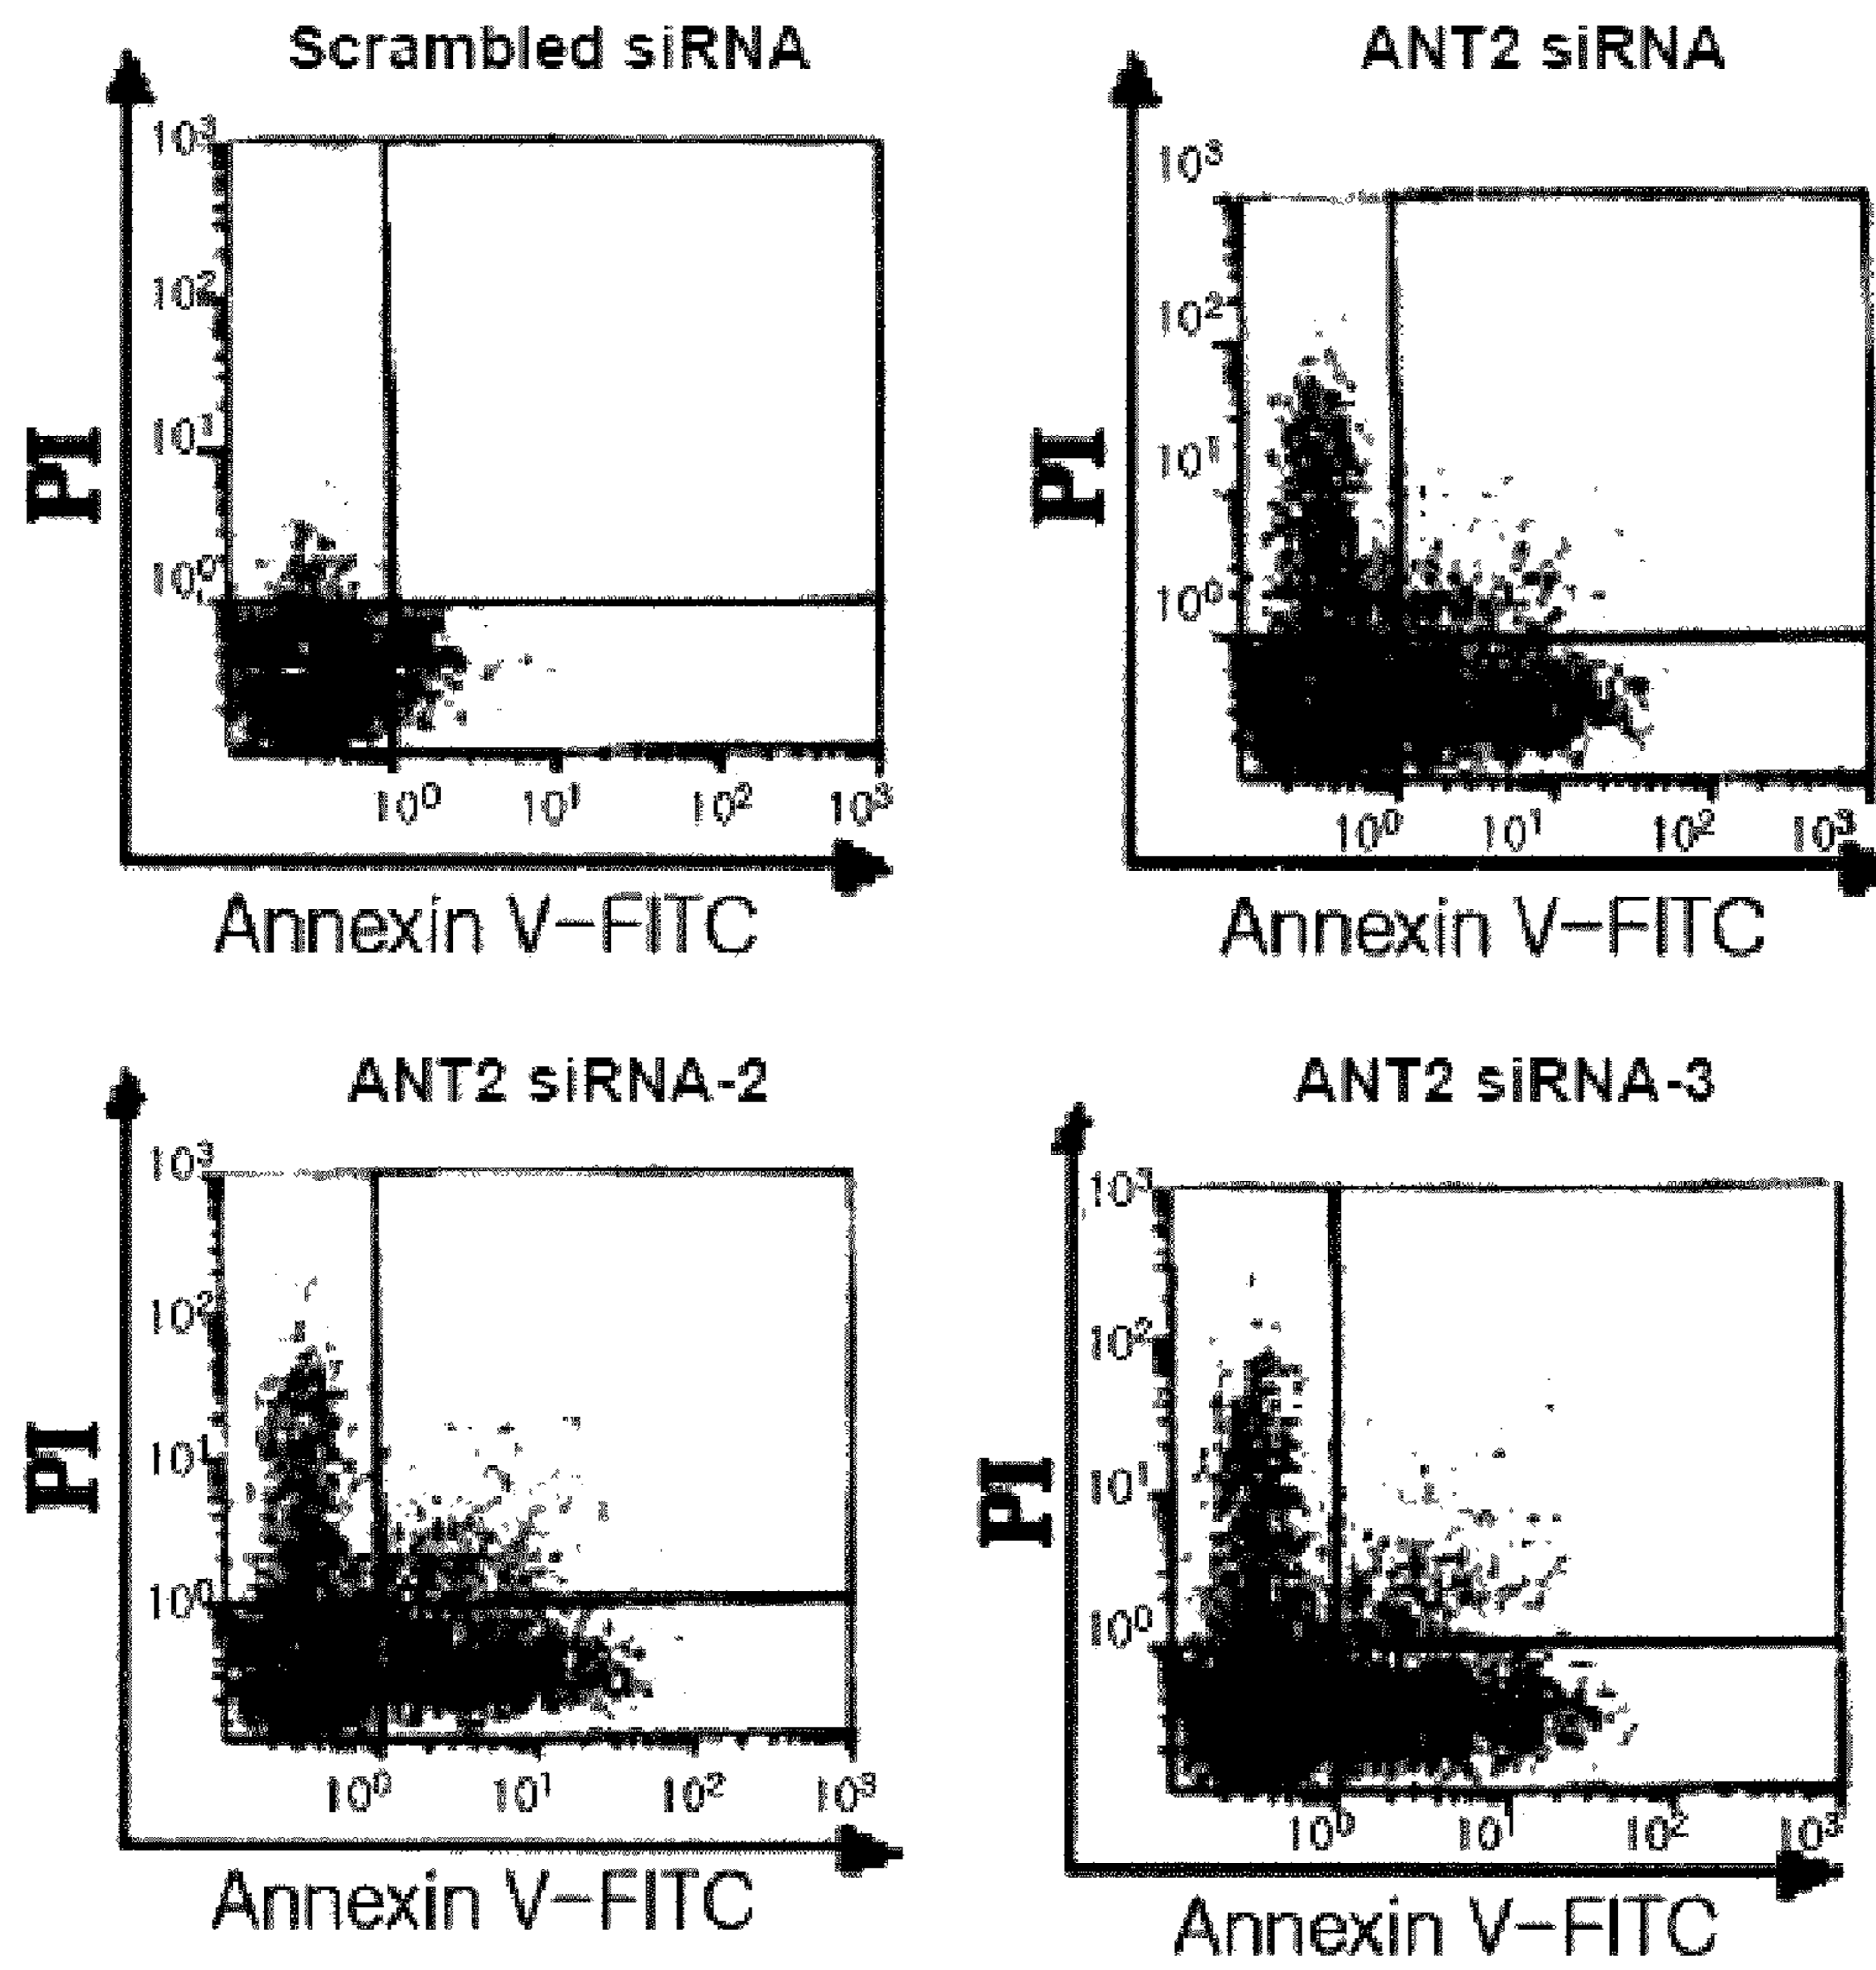 Scrambled siRNA
PI
10³
10²
10¹
10⁰
10⁰ 10¹ 10² 10³
Annexin V-FITC
ANT2 siRNA
PI
10³
10²
10¹
10⁰
10⁰ 10¹ 10² 10³
Annexin V-FITC
ANT2 siRNA-2
PI
10³
10²
10¹
10⁰
10⁰ 10¹ 10² 10³
Annexin V-FITC
ANT2 siRNA-3
PI
10³
10²
10¹
10⁰
10⁰ 10¹ 10² 10³
Annexin V-FITC